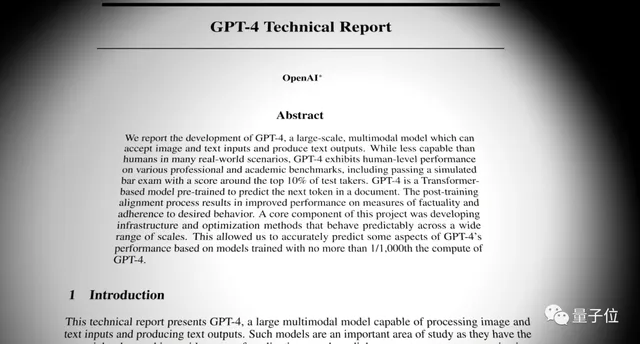 GPT-4 Technical Report
OpenAI*
Abstract
We report the development of GPT-4, a large-scale, multimodal model which can
accept image and text inputs and produce text outputs. While less capable than
humans in many real-world scenarios, GPT-4 exhibits human-level performance
on various professional and academic benchmarks, including passing a simulated
bar exam with a score around the top 10% of test takers. GPT-4 is a Transformer-
based model pre-trained to predict the next token in a document. The post-training
alignment process results in improved performance on measures of factuality and
adherence to desired behavior. A core component of this project was developing
infrastructure and optimization methods that behave predictably across a wide
range of scales. This allowed us to accurately predict some aspects of GPT-4's
performance based on models trained with no more than 1/1,000th the compute of
GPT-4.
1 Introduction
This technical report presents GPT-4, a large multimodal model capable of processing image and
text inputs and producing text outputs. Such models are an important area of study as they have the
量子位